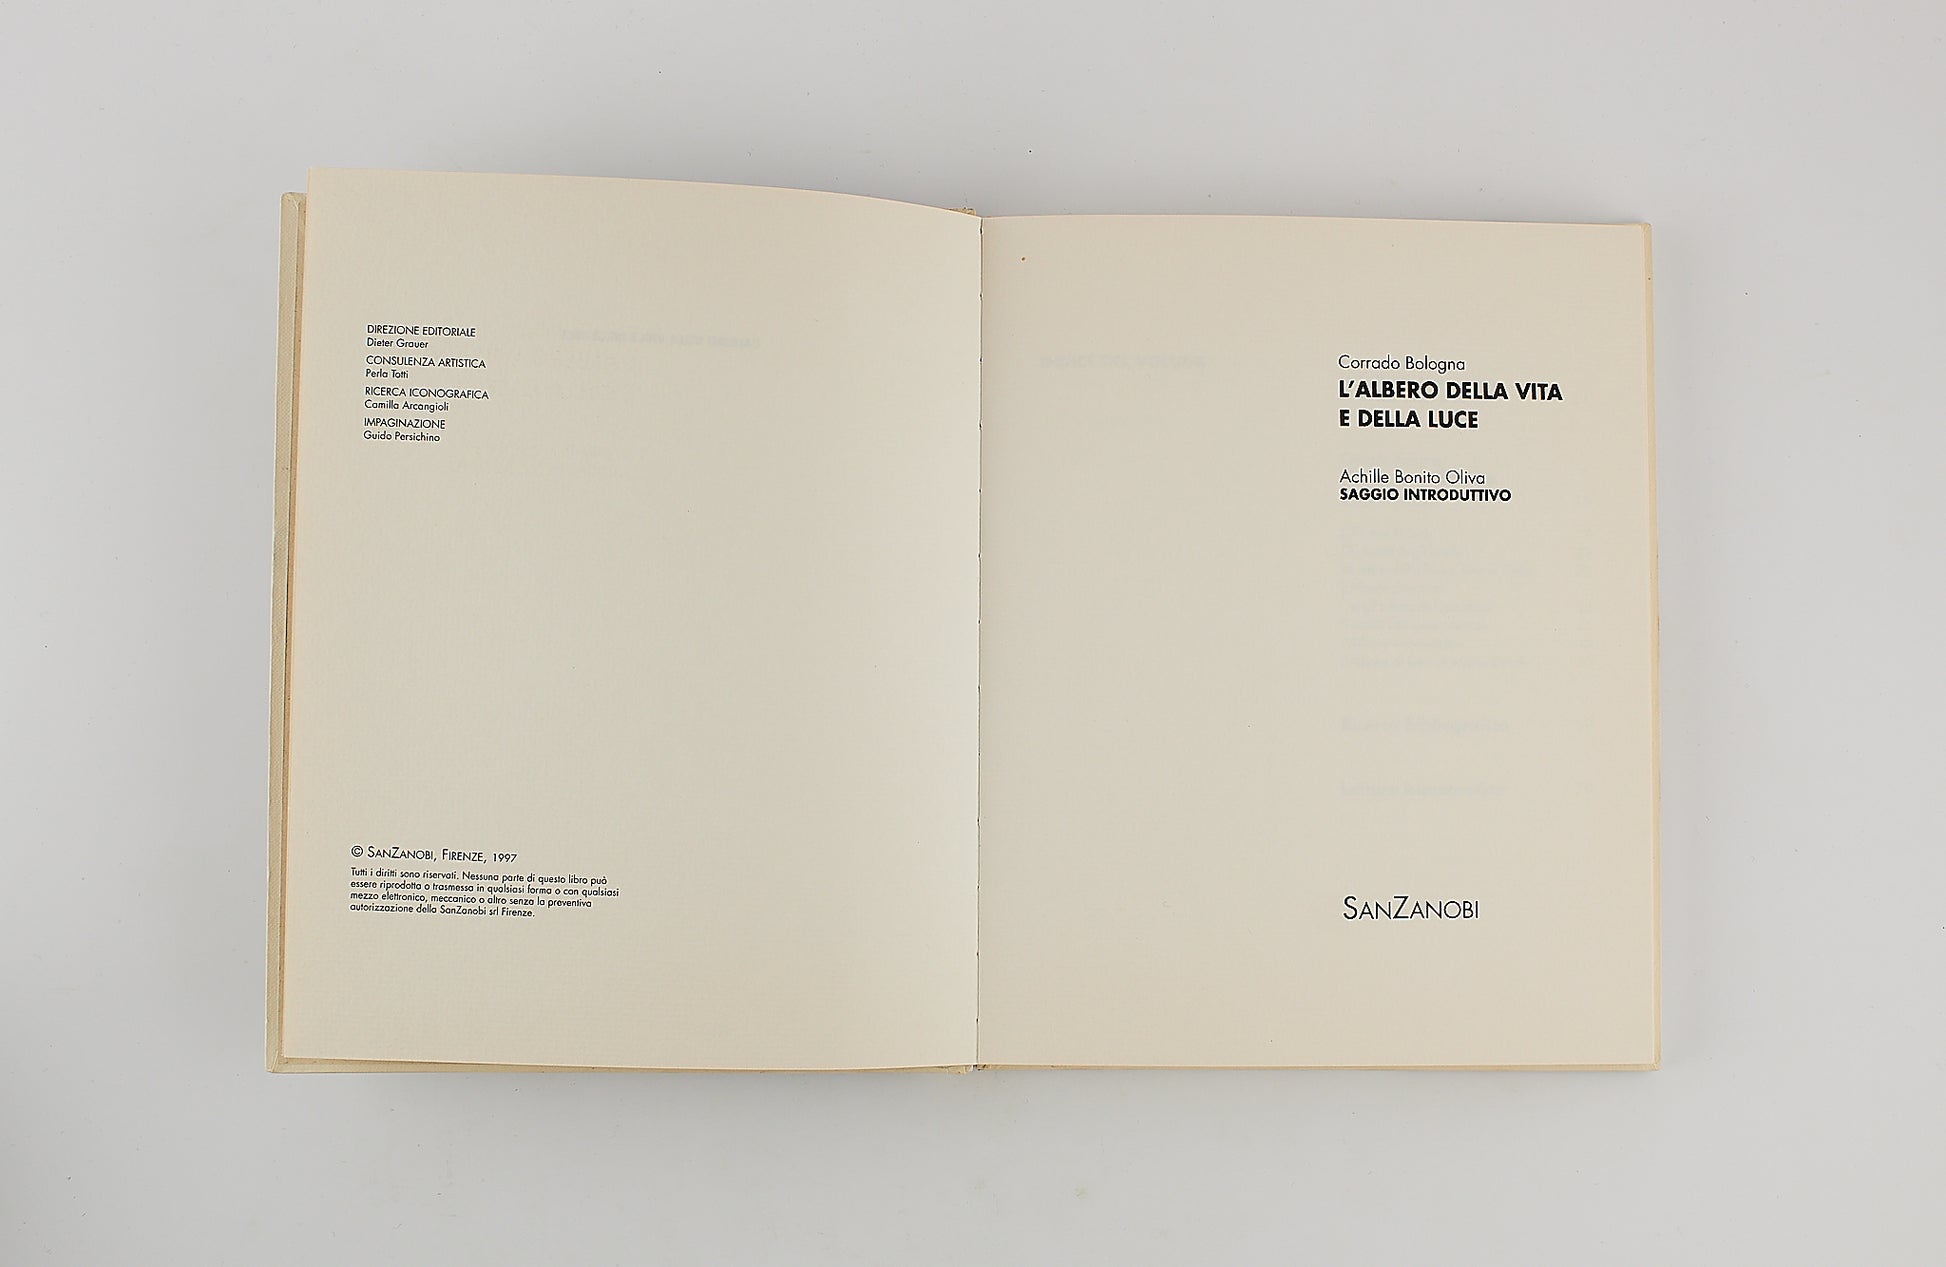 DIREZIONE EDITORIALE
Dieter Grauer
CONSULENZA ARTISTICA
Perla Totti
RICERCA ICONOGRAFICA
Camilla Arcangioli
IMPAGINAZIONE
Guido Persichino
© SANZANOBI, FIRENZE, 1997
Tutti i diritti sono riservati. Nessuna parte di questo libro può
essere riprodotta o trasmessa in qualsiasi forma o con qualsiasi
mezzo elettronico, meccanico o altro senza la preventiva
autorizzazione della SanZanobi srl Firenze.
Corrado Bologna
L'ALBERO DELLA VITA
E DELLA LUCE
Achille Bonito Oliva
SAGGIO INTRODUTTIVO
SANZANOBI